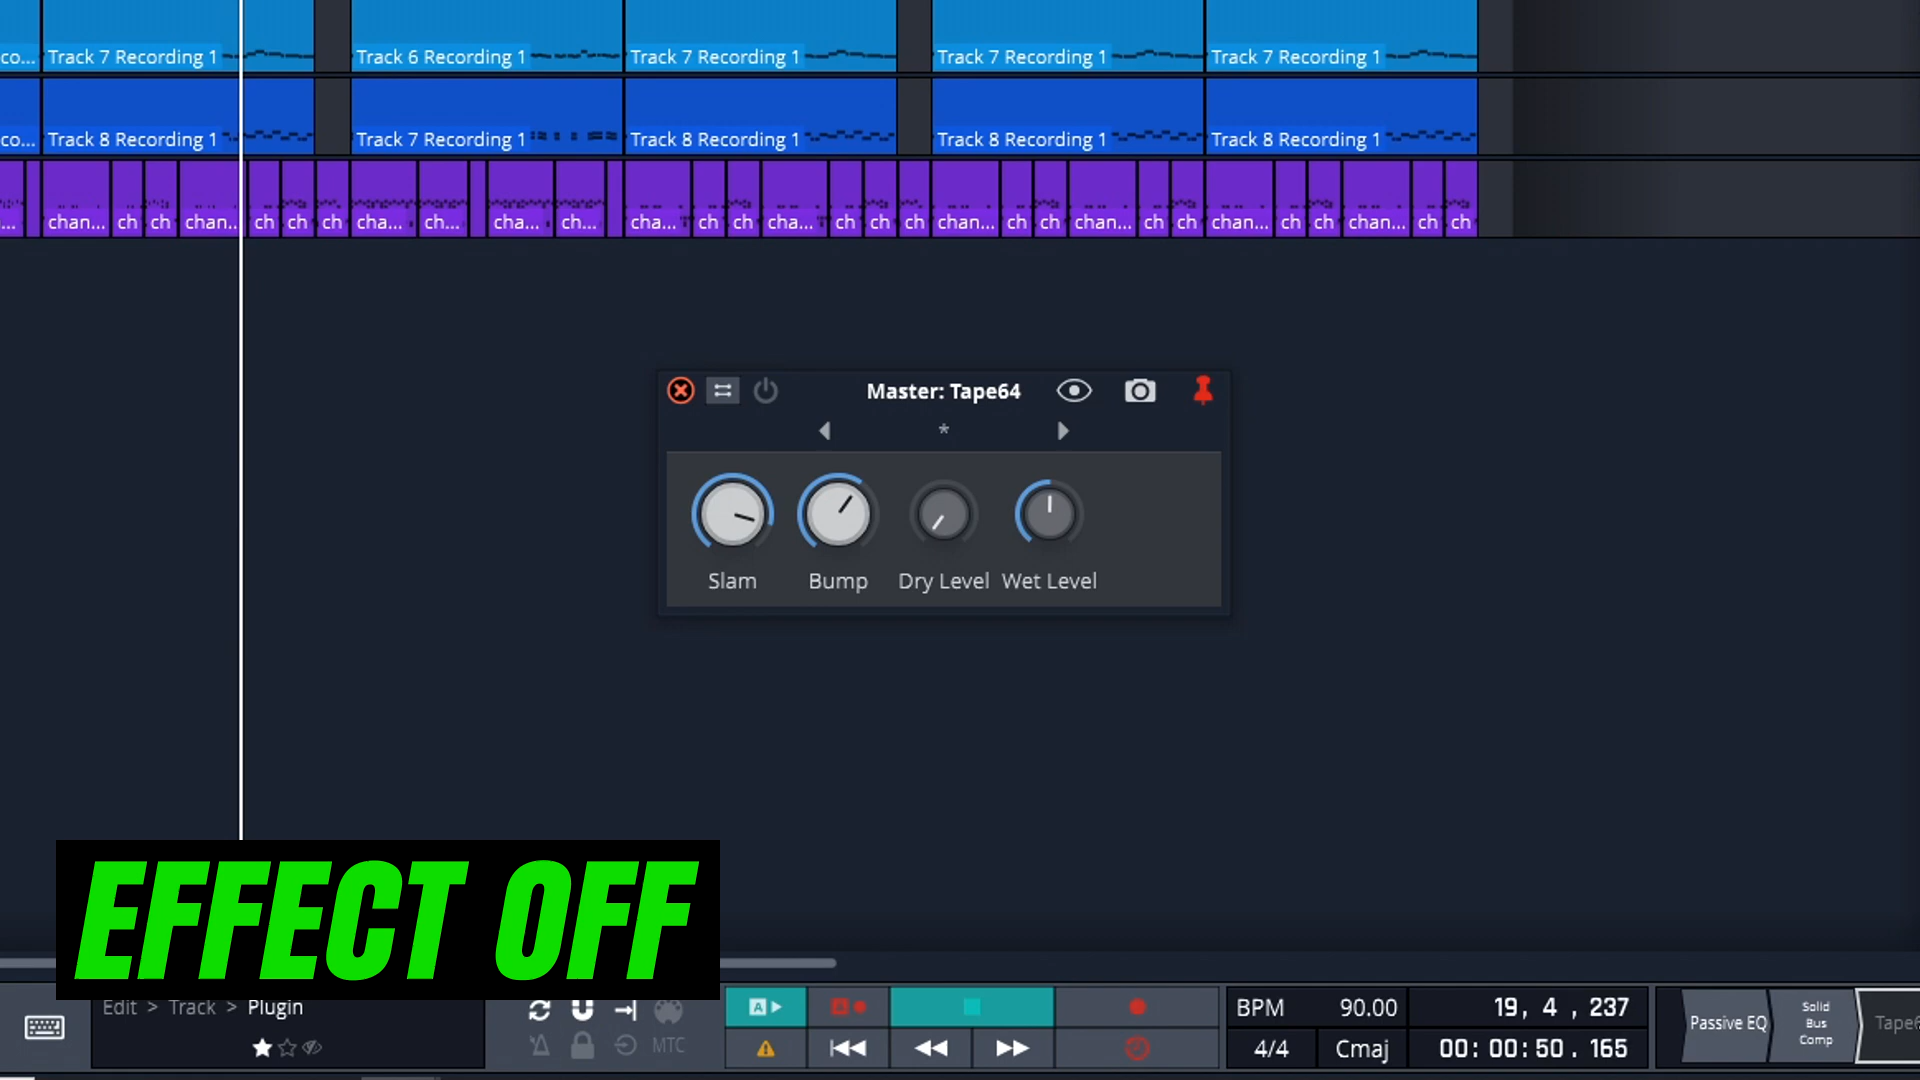 co... Track 7 Recording 1 Track 6 Recording 1 Track 7 Recording 1 Track 7 Recording 1 Track 7 Recording 1
co... Track 8 Recording 1 Track 7 Recording 1 Track 8 Recording 1 Track 8 Recording 1 Track 8 Recording 1
... chan... ch ch chan... ch ch ch cha... ch... cha... ch... cha... ch ch cha... ch ch ch chan... ch ch chan... ch ch chan... ch ch chan... ch ch
Master: Tape64
*
Slam Bump Dry Level Wet Level
EFFECT OFF
Edit > Track > Plugin
MTC
A
A
BPM 90.00
4/4 Cmaj
19, 4 , 237
00: 00: 50 . 165
Passive EQ
Solid
Bus
Comp
Tape6